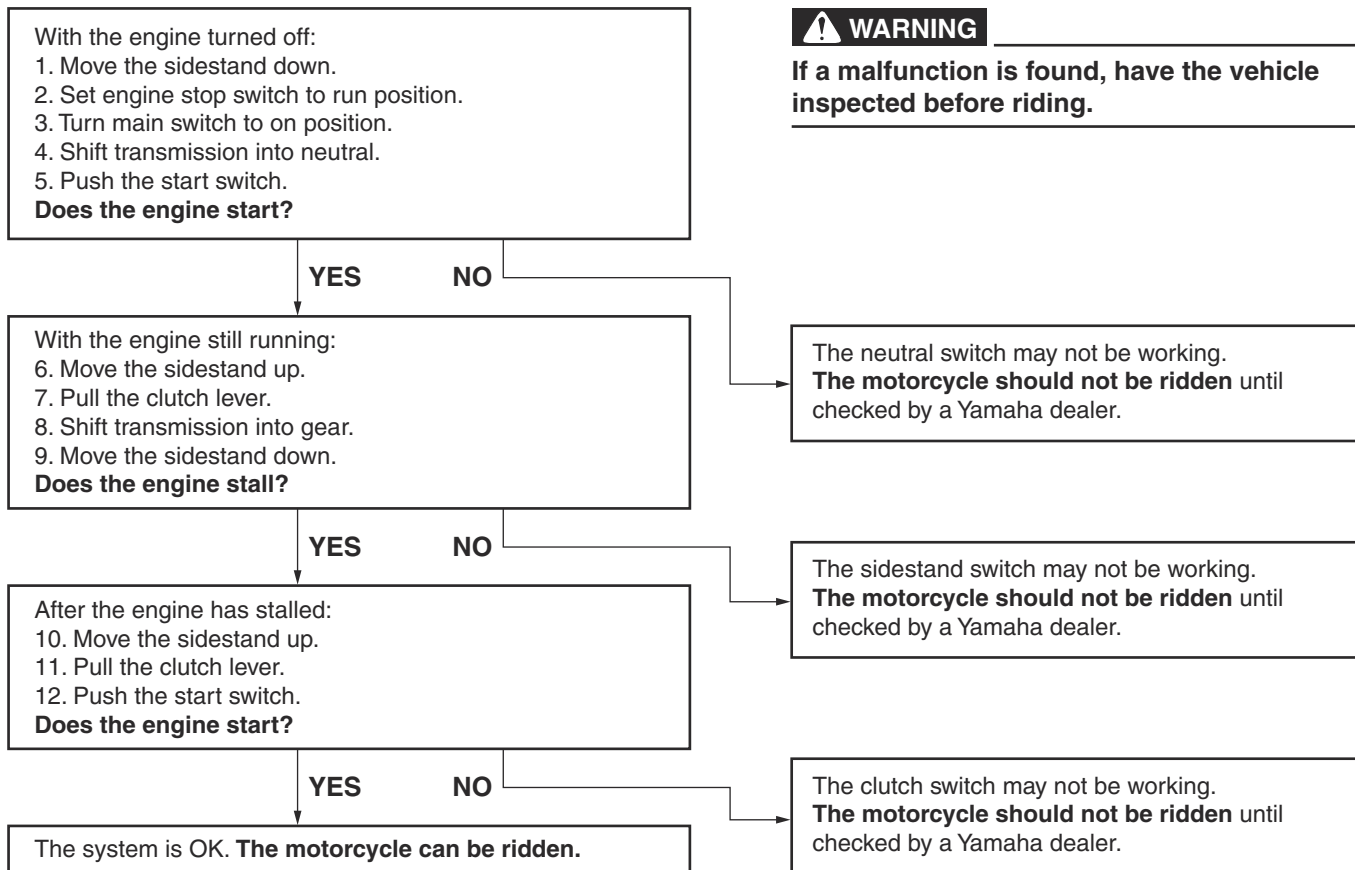 With the engine turned off:
1. Move the sidestand down.
2. Set engine stop switch to run position.
3. Turn main switch to on position.
4. Shift transmission into neutral.
5. Push the start switch.
Does the engine start?
WARNING
If a malfunction is found, have the vehicle
inspected before riding.
YES
NO
With the engine still running:
6. Move the sidestand up.
7. Pull the clutch lever.
8. Shift transmission into gear.
9. Move the sidestand down.
Does the engine stall?
The neutral switch may not be working.
The motorcycle should not be ridden until
checked by a Yamaha dealer.
YES
NO
After the engine has stalled:
10. Move the sidestand up.
11. Pull the clutch lever.
12. Push the start switch.
Does the engine start?
The sidestand switch may not be working.
The motorcycle should not be ridden until
checked by a Yamaha dealer.
YES
NO
The system is OK. The motorcycle can be ridden.
The clutch switch may not be working.
The motorcycle should not be ridden until
checked by a Yamaha dealer.